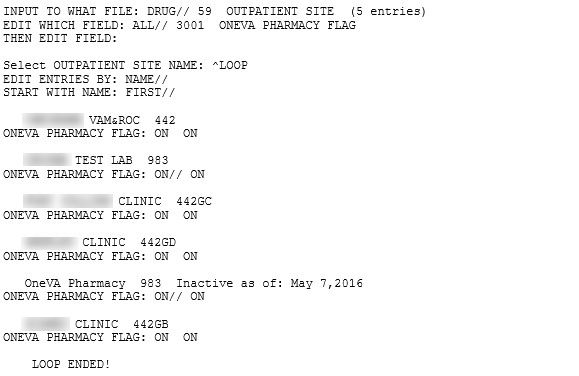 INPUT TO WHAT FILE: DRUG// 59  OUTPATIENT SITE  (5 entries)
EDIT WHICH FIELD: ALL// 3001  ONEVA PHARMACY FLAG
THEN EDIT FIELD:
Select OUTPATIENT SITE NAME: ^LOOP
EDIT ENTRIES BY: NAME//
START WITH NAME: FIRST//
VAM&ROC  442
ONEVA PHARMACY FLAG: ON  ON
TEST LAB  983
ONEVA PHARMACY FLAG: ON// ON
CLINIC  442GC
ONEVA PHARMACY FLAG: ON  ON
CLINIC  442GD
ONEVA PHARMACY FLAG: ON  ON
OneVA Pharmacy  983  Inactive as of: May 7,2016
ONEVA PHARMACY FLAG: ON// ON
CLINIC  442GB
ONEVA PHARMACY FLAG: ON  ON
LOOP ENDED!